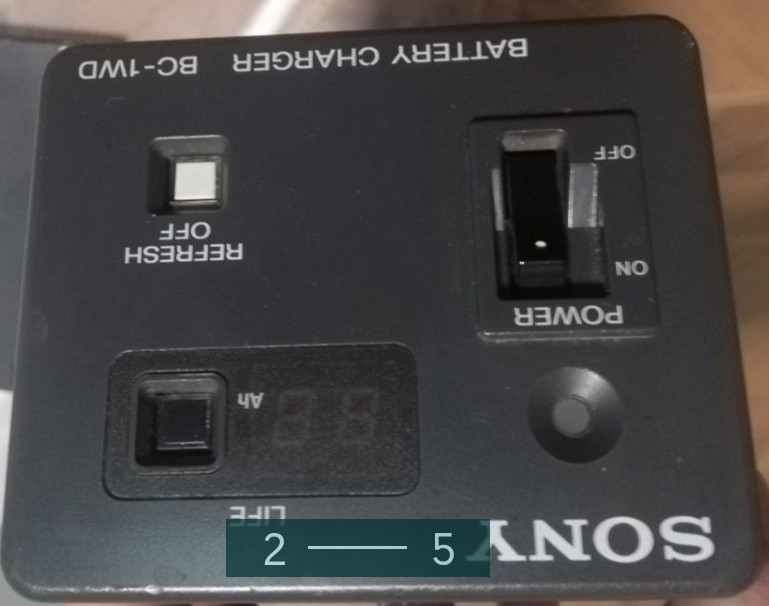 SONY
LIFE
Ah
POWER
ON
OFF
REFRESH
OFF
BATTERY CHARGER BC-1WD
2 — 5